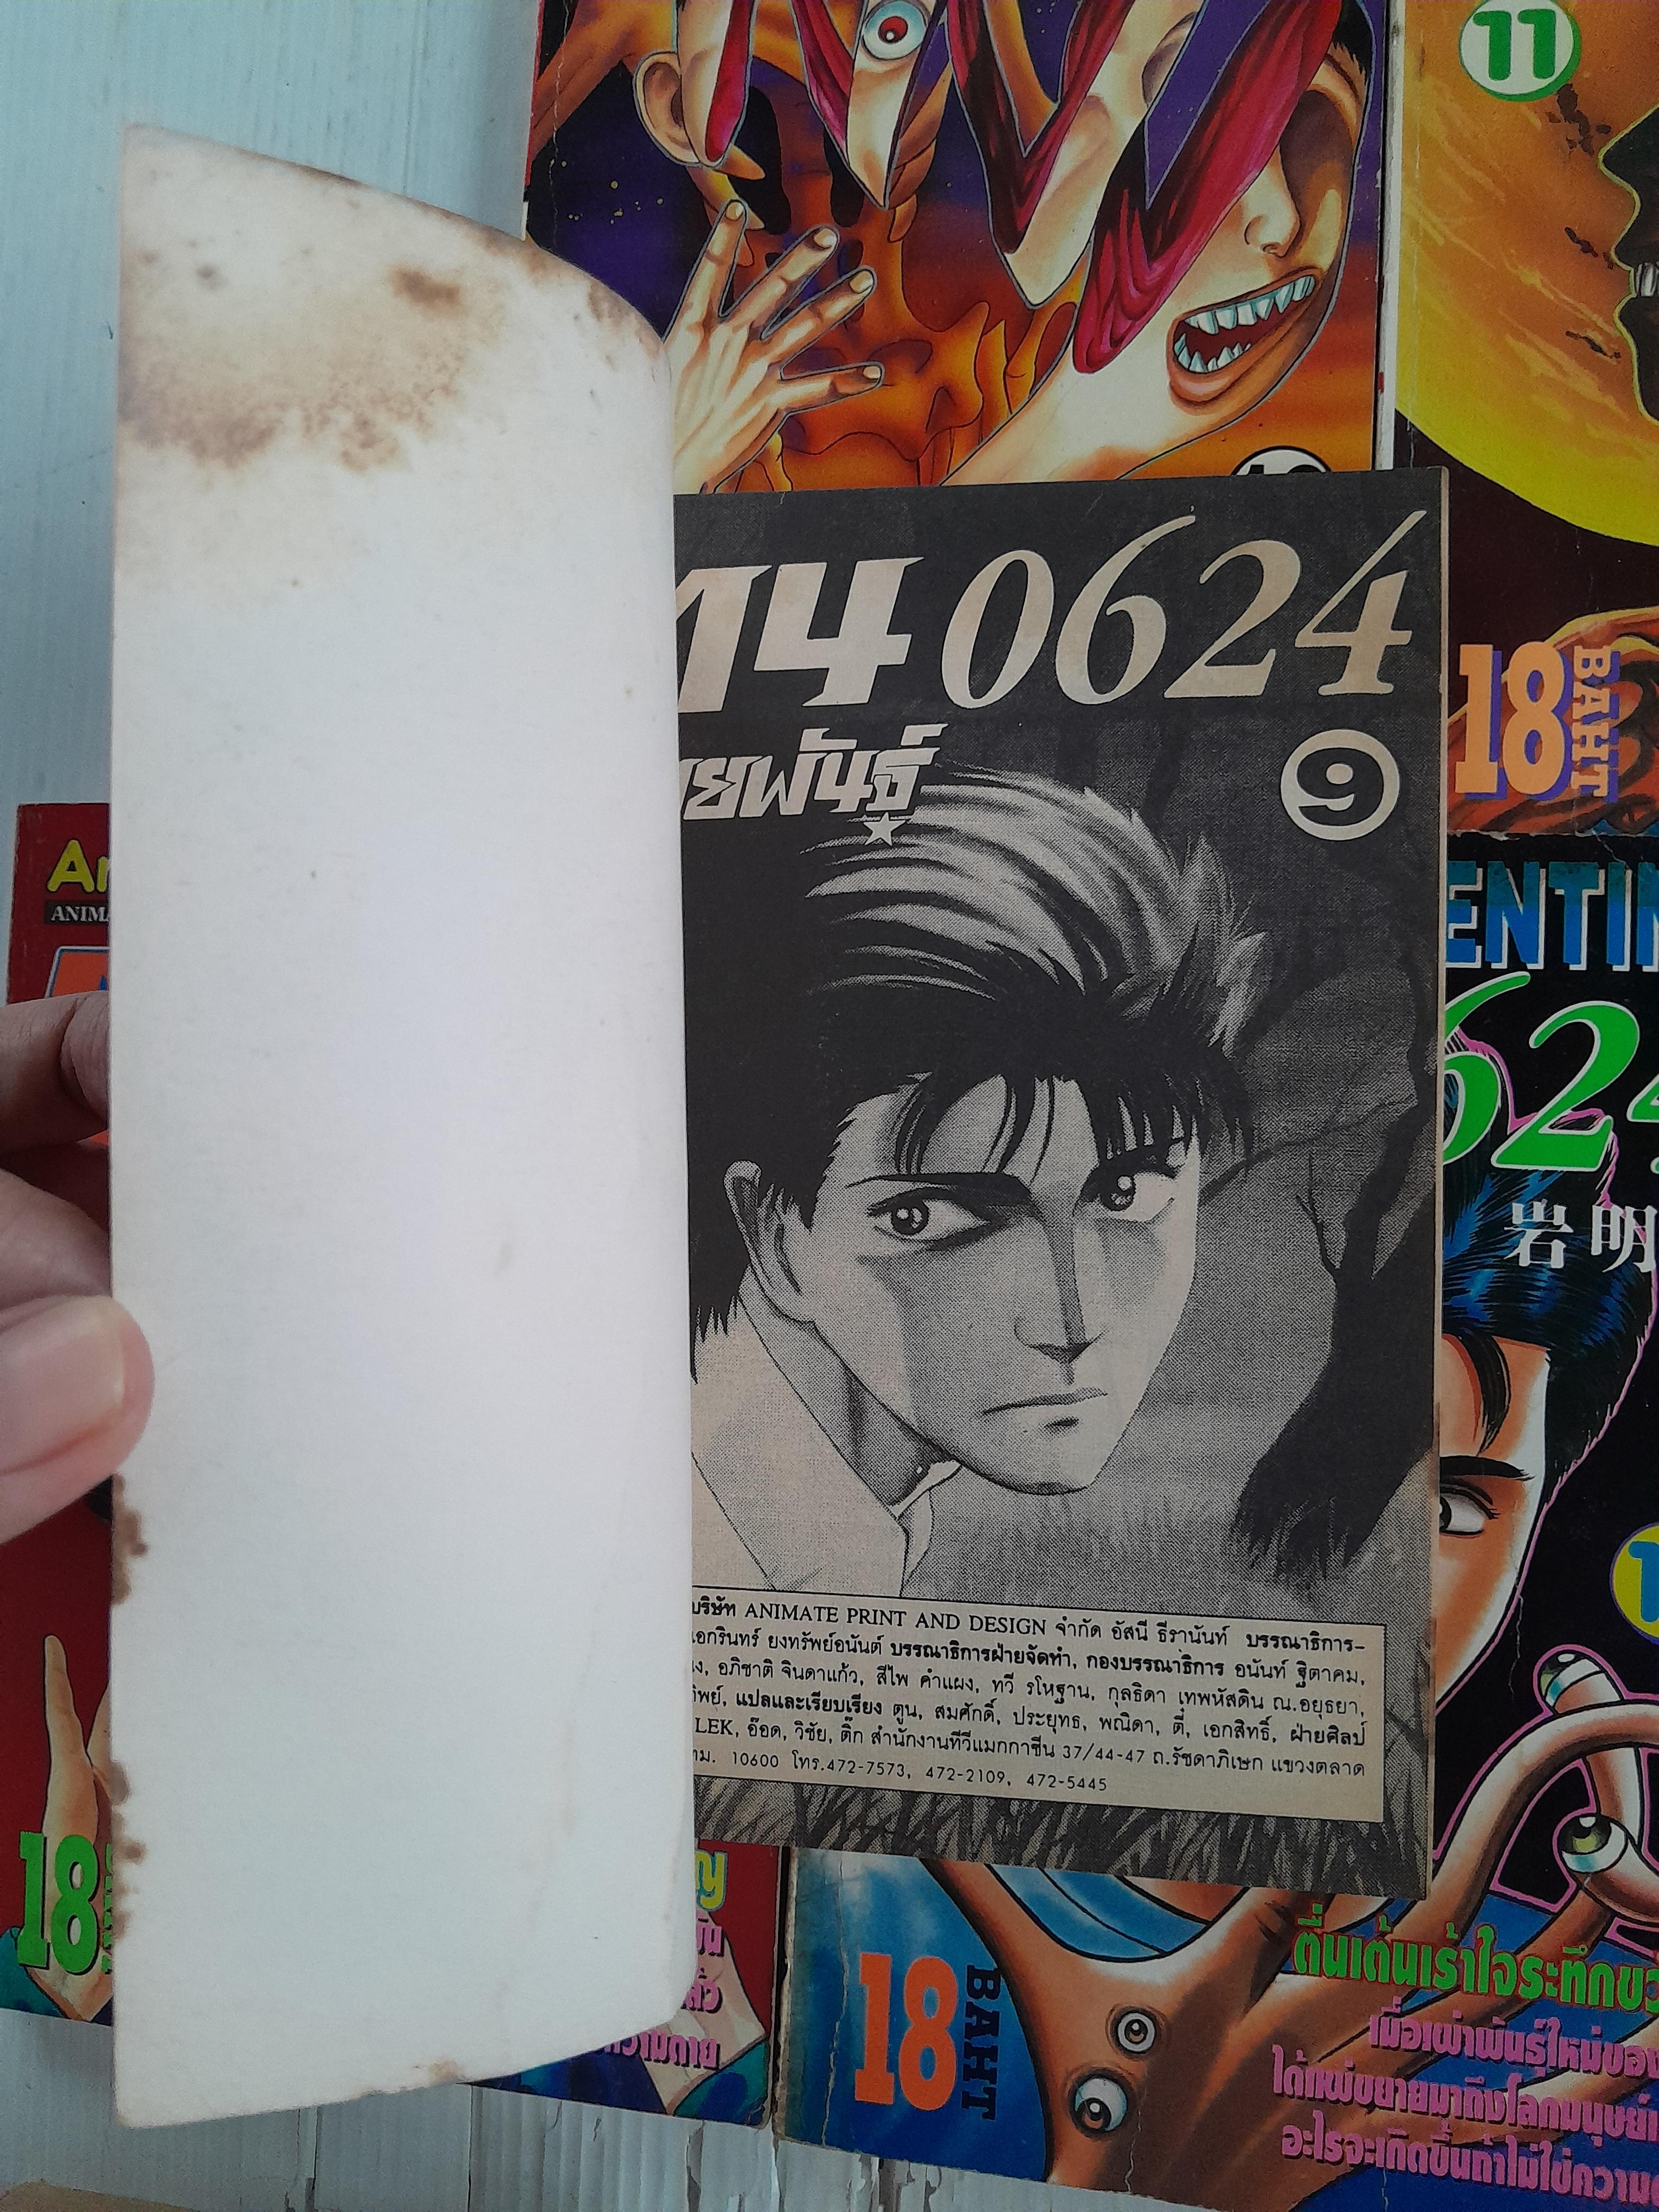 11
18
BAHT
0624
ยพันธุ์
9
ANIMA
ENTIN
624
岩明
บริษัท ANIMATE PRINT AND DESIGN จำกัด อัสนี ธีรานันท์ บรรณาธิการ-
เอกรินทร์ ยงทรัพย์อนันต์ บรรณาธิการฝ่ายจัดทำ, กองบรรณาธิการ อนันท์ ฐิตาคม,
อภิชาติ จินดาแก้ว, สีไพ คำแผง, ทวี รโหฐาน, กุลธิดา เทพหัสดิน ณ.อยุธยา,
แปลและเรียบเรียง ตูน, สมศักดิ์, ประยุทธ, พณิดา, ตี๋, เอกสิทธิ์, ฝ่ายศิลป์
LEK, อ๊อด, วิชัย, ติ๊ก สำนักงานทีวีแมกกาซีน 37/44-47 ถ.รัชดาภิเษก แขวงตลาด
10600 โทร.472-7573, 472-2109, 472-5445
18
18
BAHT
ตื่นเต้นเร้าใจระทึกขว
เมื่อเผ่าพันธุ์ใหม่ของ
ได้แพ่ขยายมาถึงโลกมนุษย์
อะไรจะเกิดขึ้นถ้าไม่ใช่ความ
ความตาย